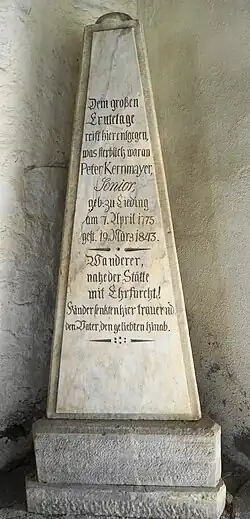 Dem großen
Erntetage
reift hier entgegen,
was sterblich war an
Peter Kernmayer,
Senior,
geb: zu Lieding
am 7. April 1775
gest. 19. März 1843.
Wanderer,
nahe der Stätte
mit Ehrfurcht!
Kinder senkten hier trauernd
den Vater, den geliebten hinab.